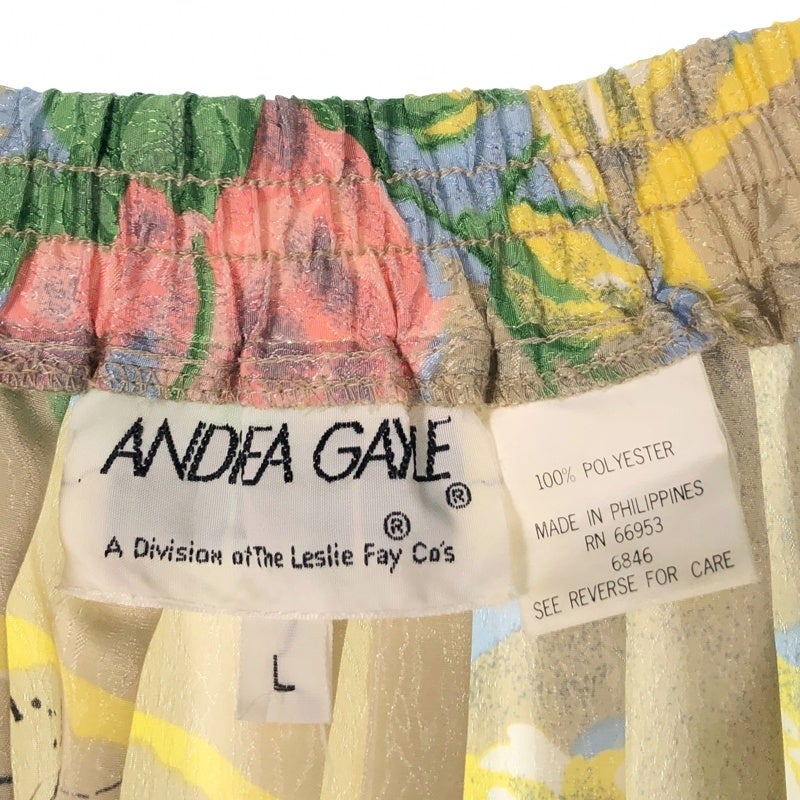 ANDREA GAYLE ®
®
A Division of The Leslie Fay Co's
L
100% POLYESTER
MADE IN PHILIPPINES
RN 66953
6846
SEE REVERSE FOR CARE